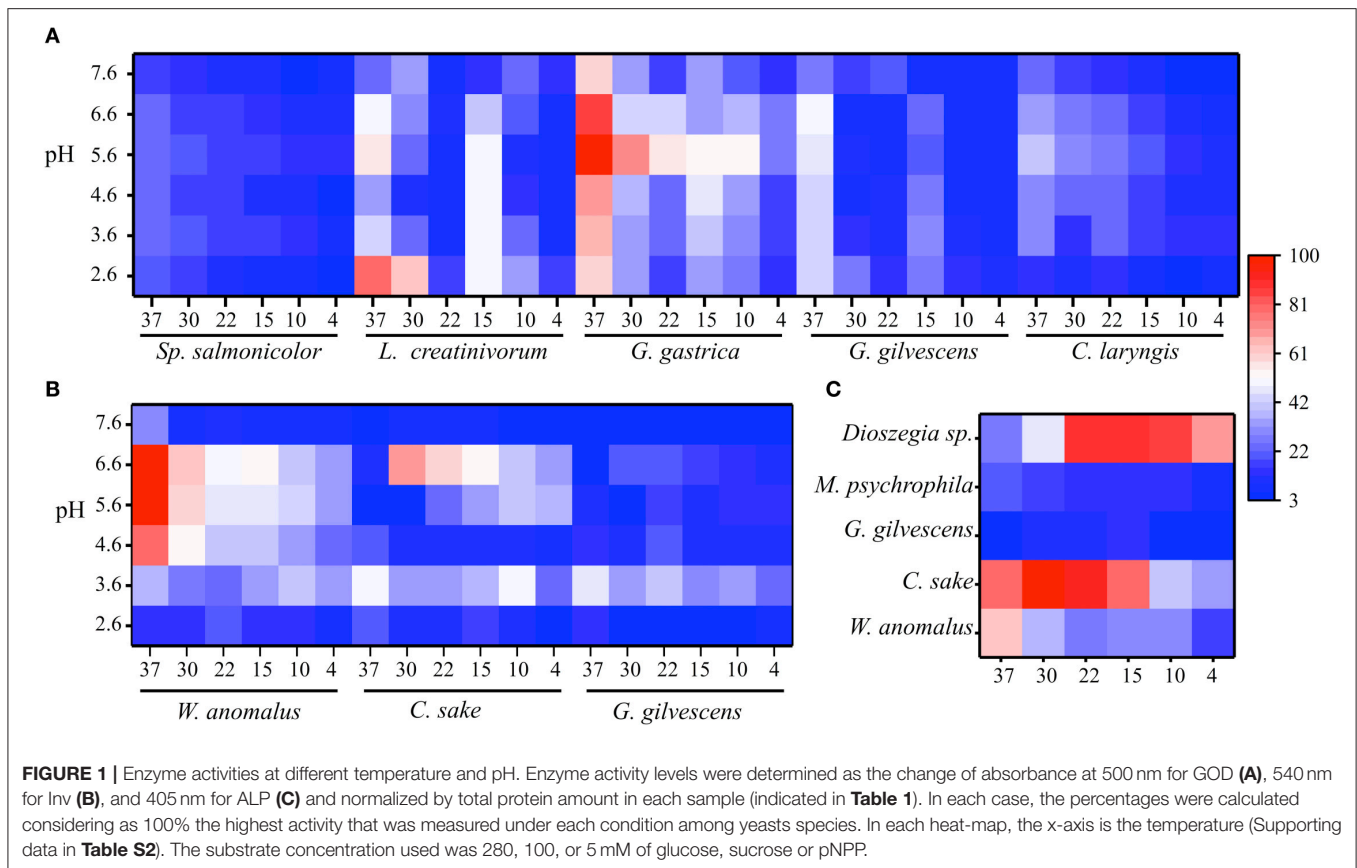 A
7.6
6.6
pH 5.6
4.6
3.6
2.6
37 30 22 15 10 4 37 30 22 15 10 4 37 30 22 15 10 4 37 30 22 15 10 4 37 30 22 15 10 4
Sp. salmonicolor L. creatinivorum G. gastrica G. gilvescens C. laryngis
100
81
61
42
22
3
B
7.6
6.6
pH 5.6
4.6
3.6
2.6
37 30 22 15 10 4 37 30 22 15 10 4 37 30 22 15 10 4
W. anomalus C. sake G. gilvescens
C
Dioszegia sp.
M. psychrophila
G. gilvescens
C. sake
W. anomalus
37 30 22 15 10 4
FIGURE 1 | Enzyme activities at different temperature and pH. Enzyme activity levels were determined as the change of absorbance at 500 nm for GOD (A), 540 nm
for Inv (B), and 405 nm for ALP (C) and normalized by total protein amount in each sample (indicated in Table 1). In each case, the percentages were calculated
considering as 100% the highest activity that was measured under each condition among yeasts species. In each heat-map, the x-axis is the temperature (Supporting
data in Table S2). The substrate concentration used was 280, 100, or 5 mM of glucose, sucrose or pNPP.